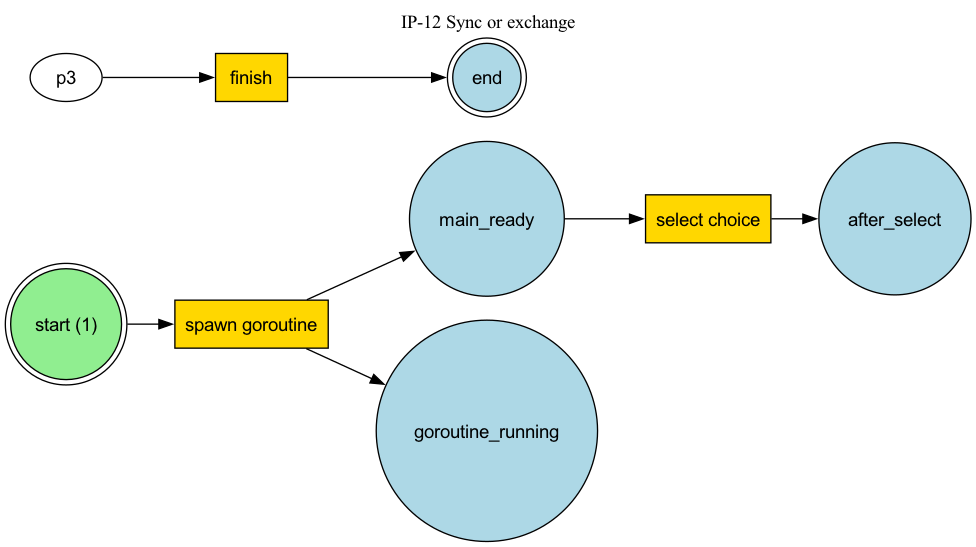 IP-12 Sync or exchange
p3
finish
end
main_ready
select choice
after_select
start (1)
spawn goroutine
goroutine_running